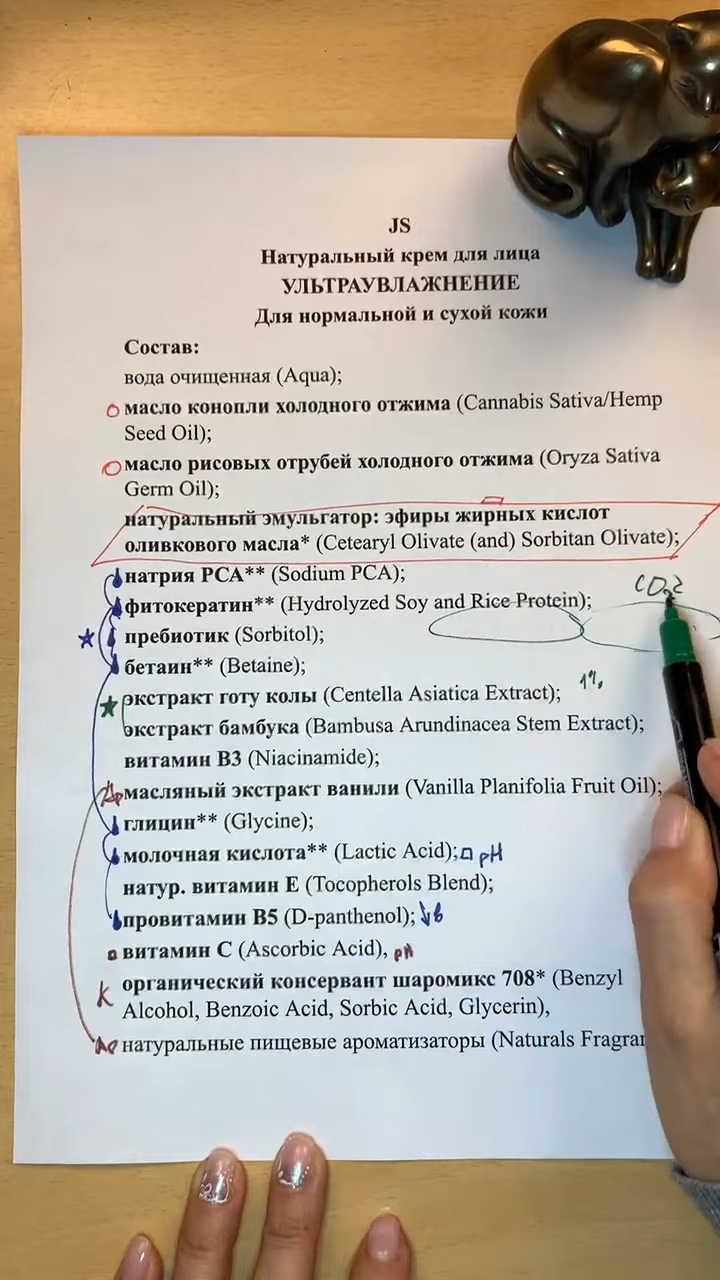 JS
Натуральный крем для лица
УЛЬТРАУВЛАЖНЕНИЕ
Для нормальной и сухой кожи
Состав:
вода очищенная (Aqua);
масло конопли холодного отжима (Cannabis Sativa/Hemp
Seed Oil);
масло рисовых отрубей холодного отжима (Oryza Sativa
Germ Oil);
натуральный эмульгатор: эфиры жирных кислот
оливкового масла* (Cetearyl Olivate (and) Sorbitan Olivate);
натрия PCA** (Sodium PCA);
CO2
фитокератин** (Hydrolyzed Soy and Rice Protein);
пребиотик (Sorbitol);
бетаин** (Betaine);
экстракт готу колы (Centella Asiatica Extract); 1%
экстракт бамбука (Bambusa Arundinacea Stem Extract);
витамин В3 (Niacinamide);
масляный экстракт ванили (Vanilla Planifolia Fruit Oil);
глицин** (Glycine);
молочная кислота** (Lactic Acid); pH
натур. витамин Е (Tocopherols Blend);
провитамин В5 (D-panthenol);
витамин С (Ascorbic Acid), pH
К органический консервант шаромикс 708* (Benzyl
Alcohol, Benzoic Acid, Sorbic Acid, Glycerin),
натуральные пищевые ароматизаторы (Naturals